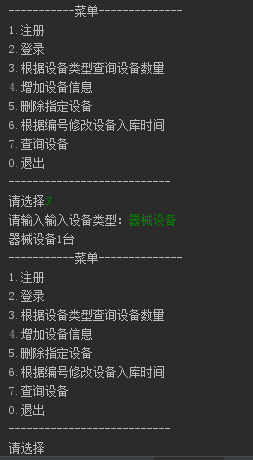 -----------菜单--------------
1.注册
2.登录
3.根据设备类型查询设备数量
4.增加设备信息
5.删除指定设备
6.根据编号修改设备入库时间
7.查询设备
0.退出
---------------------------
请选择3
请输入输入设备类型：器械设备
器械设备1台
-----------菜单--------------
1.注册
2.登录
3.根据设备类型查询设备数量
4.增加设备信息
5.删除指定设备
6.根据编号修改设备入库时间
7.查询设备
0.退出
---------------------------
请选择